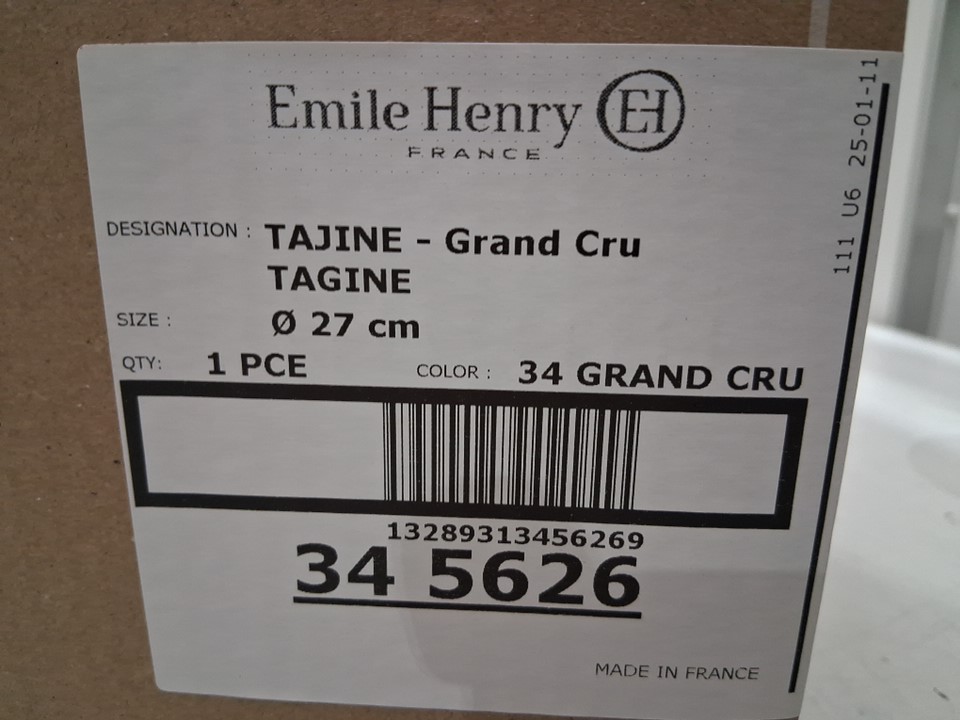 Emile Henry EH
FRANCE
DESIGNATION : TAJINE - Grand Cru
TAGINE
SIZE : Ø 27 cm
QTY: 1 PCE COLOR : 34 GRAND CRU
13289313456269
34 5626
MADE IN FRANCE
111 U6 25-01-11